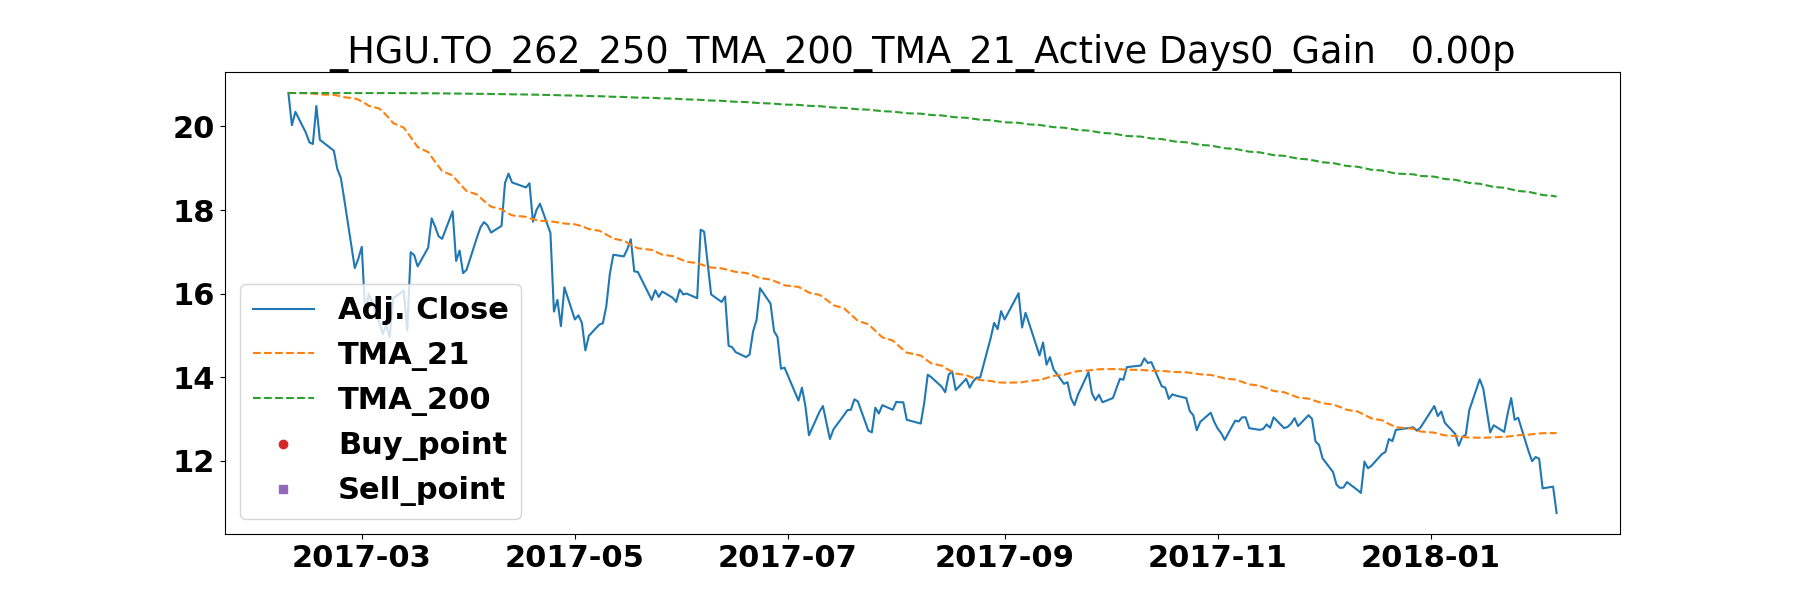 _HGU.TO_262_250_TMA_200_TMA_21_Active Days0_Gain   0.00p
20
18
16
14
12
Adj. Close
TMA_21
TMA_200
Buy_point
Sell_point
2017-03 2017-05 2017-07 2017-09 2017-11 2018-01